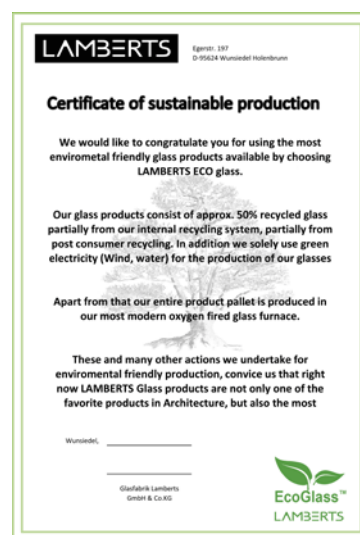 LAMBERTS
Egerstr. 197
D-95624 Wunsiedel Holenbrunn
Certificate of sustainable production
We would like to congratulate you for using the most
envirometal friendly glass products available by choosing
LAMBERTS ECO glass.
Our glass products consist of approx. 50% recycled glass
partially from our internal recycling system, partially from
post consumer recycling. In addition we solely use green
electricity (Wind, water) for the production of our glasses
Apart from that our entire product pallet is produced in
our most modern oxygen fired glass furnace.
These and many other actions we undertake for
enviromental friendly production, convice us that right
now LAMBERTS Glass products are not only one of the
favorite products in Architecture, but also the most
Wunsiedel,
Glasfabrik Lamberts
GmbH & Co.KG
EcoGlass™
LAMBERTS